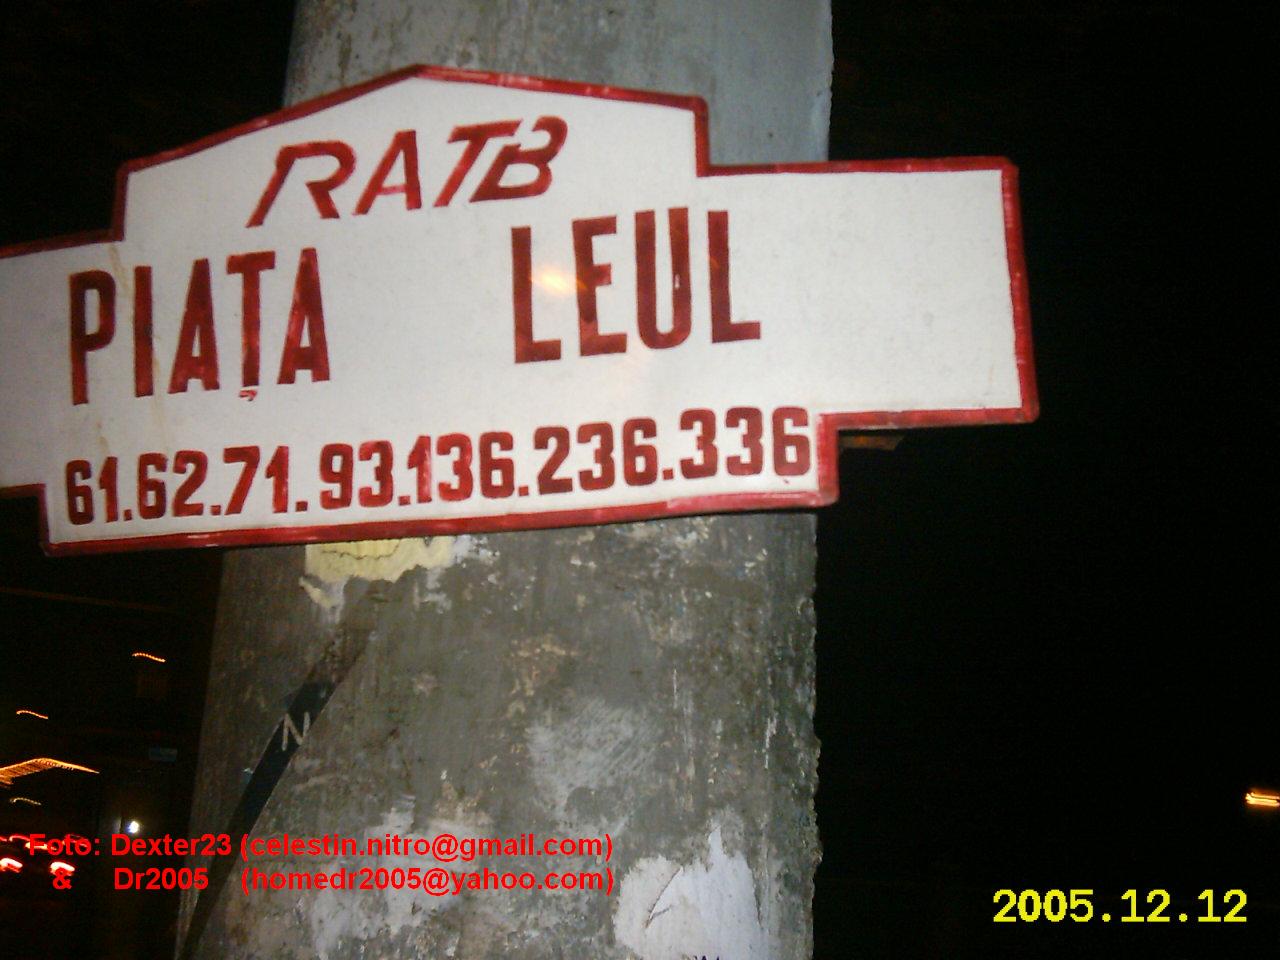 RATB
PIAȚA LEUL
61.62.71.93.136.236.336
N
Foto: Dexter23 (celestin.nitro@gmail.com)
& Dr2005 (homedr2005@yahoo.com)
2005.12.12